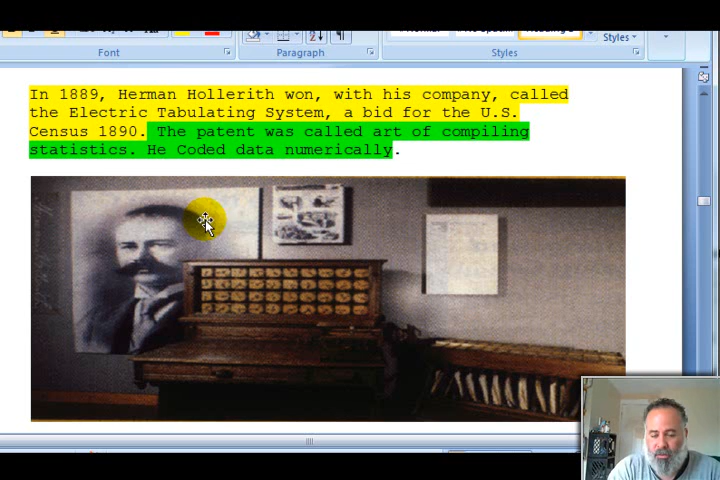 Font
Paragraph
Styles
Styles
In 1889, Herman Hollerith won, with his company, called
the Electric Tabulating System, a bid for the U.S.
Census 1890. The patent was called art of compiling
statistics. He Coded data numerically.